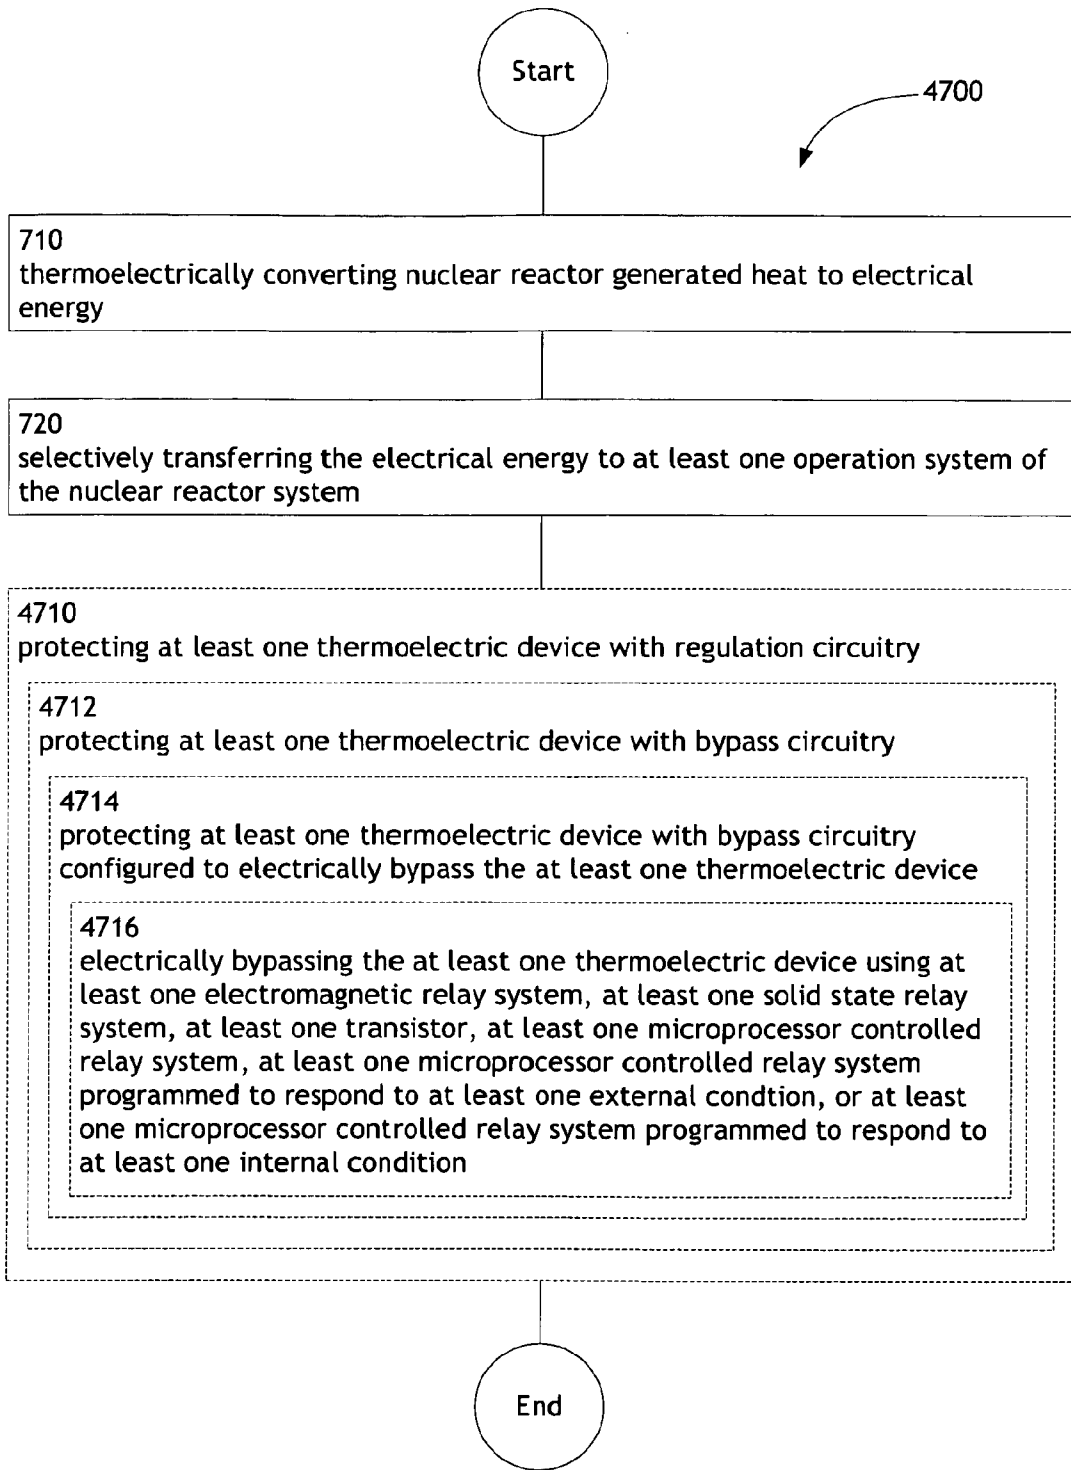 Start
4700
710
thermoelectrically converting nuclear reactor generated heat to electrical
energy
720
selectively transferring the electrical energy to at least one operation system of
the nuclear reactor system
4710
protecting at least one thermoelectric device with regulation circuitry
4712
protecting at least one thermoelectric device with bypass circuitry
4714
protecting at least one thermoelectric device with bypass circuitry
configured to electrically bypass the at least one thermoelectric device
4716
electrically bypassing the at least one thermoelectric device using at
least one electromagnetic relay system, at least one solid state relay
system, at least one transistor, at least one microprocessor controlled
relay system, at least one microprocessor controlled relay system
programmed to respond to at least one external condtion, or at least
one microprocessor controlled relay system programmed to respond to
at least one internal condition
End